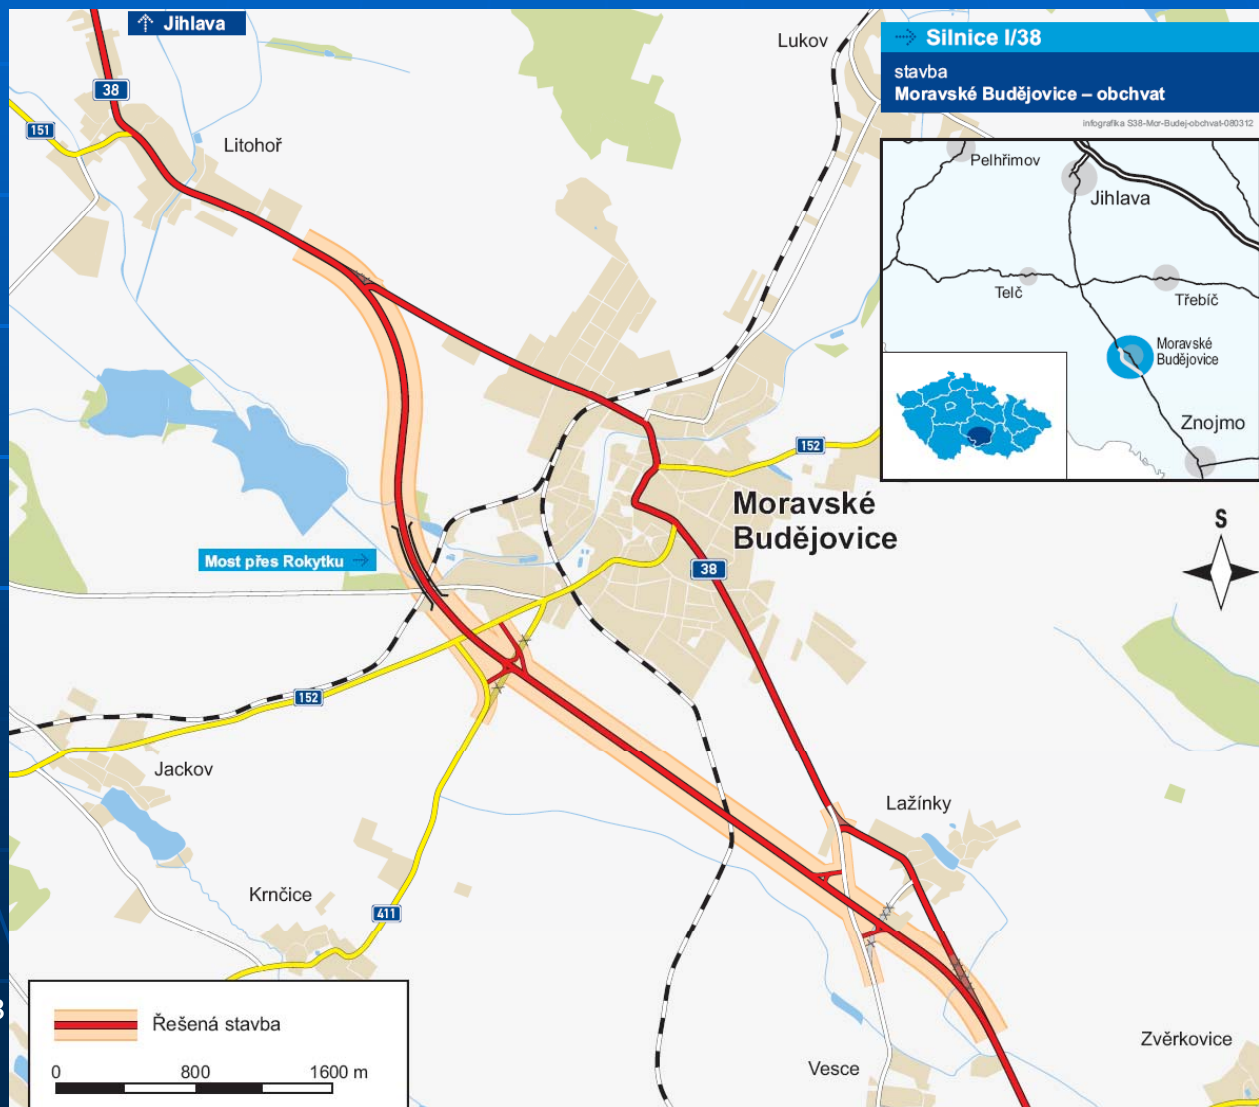 Jihlava
Lukov
Silnice I/38
stavba
Moravské Budějovice – obchvat
infografika S38-Mor-Budej-obchvat-080312
38
151
Litohoř
Pelhřimov
Jihlava
Telč
Třebíč
Moravské
Budějovice
Znojmo
152
Moravské
Budějovice
S
Most přes Rokytku
38
152
Jackov
Lažínky
Krnčice
411
Řešená stavba
0 800 1600 m
Vesce
Zvěrkovice